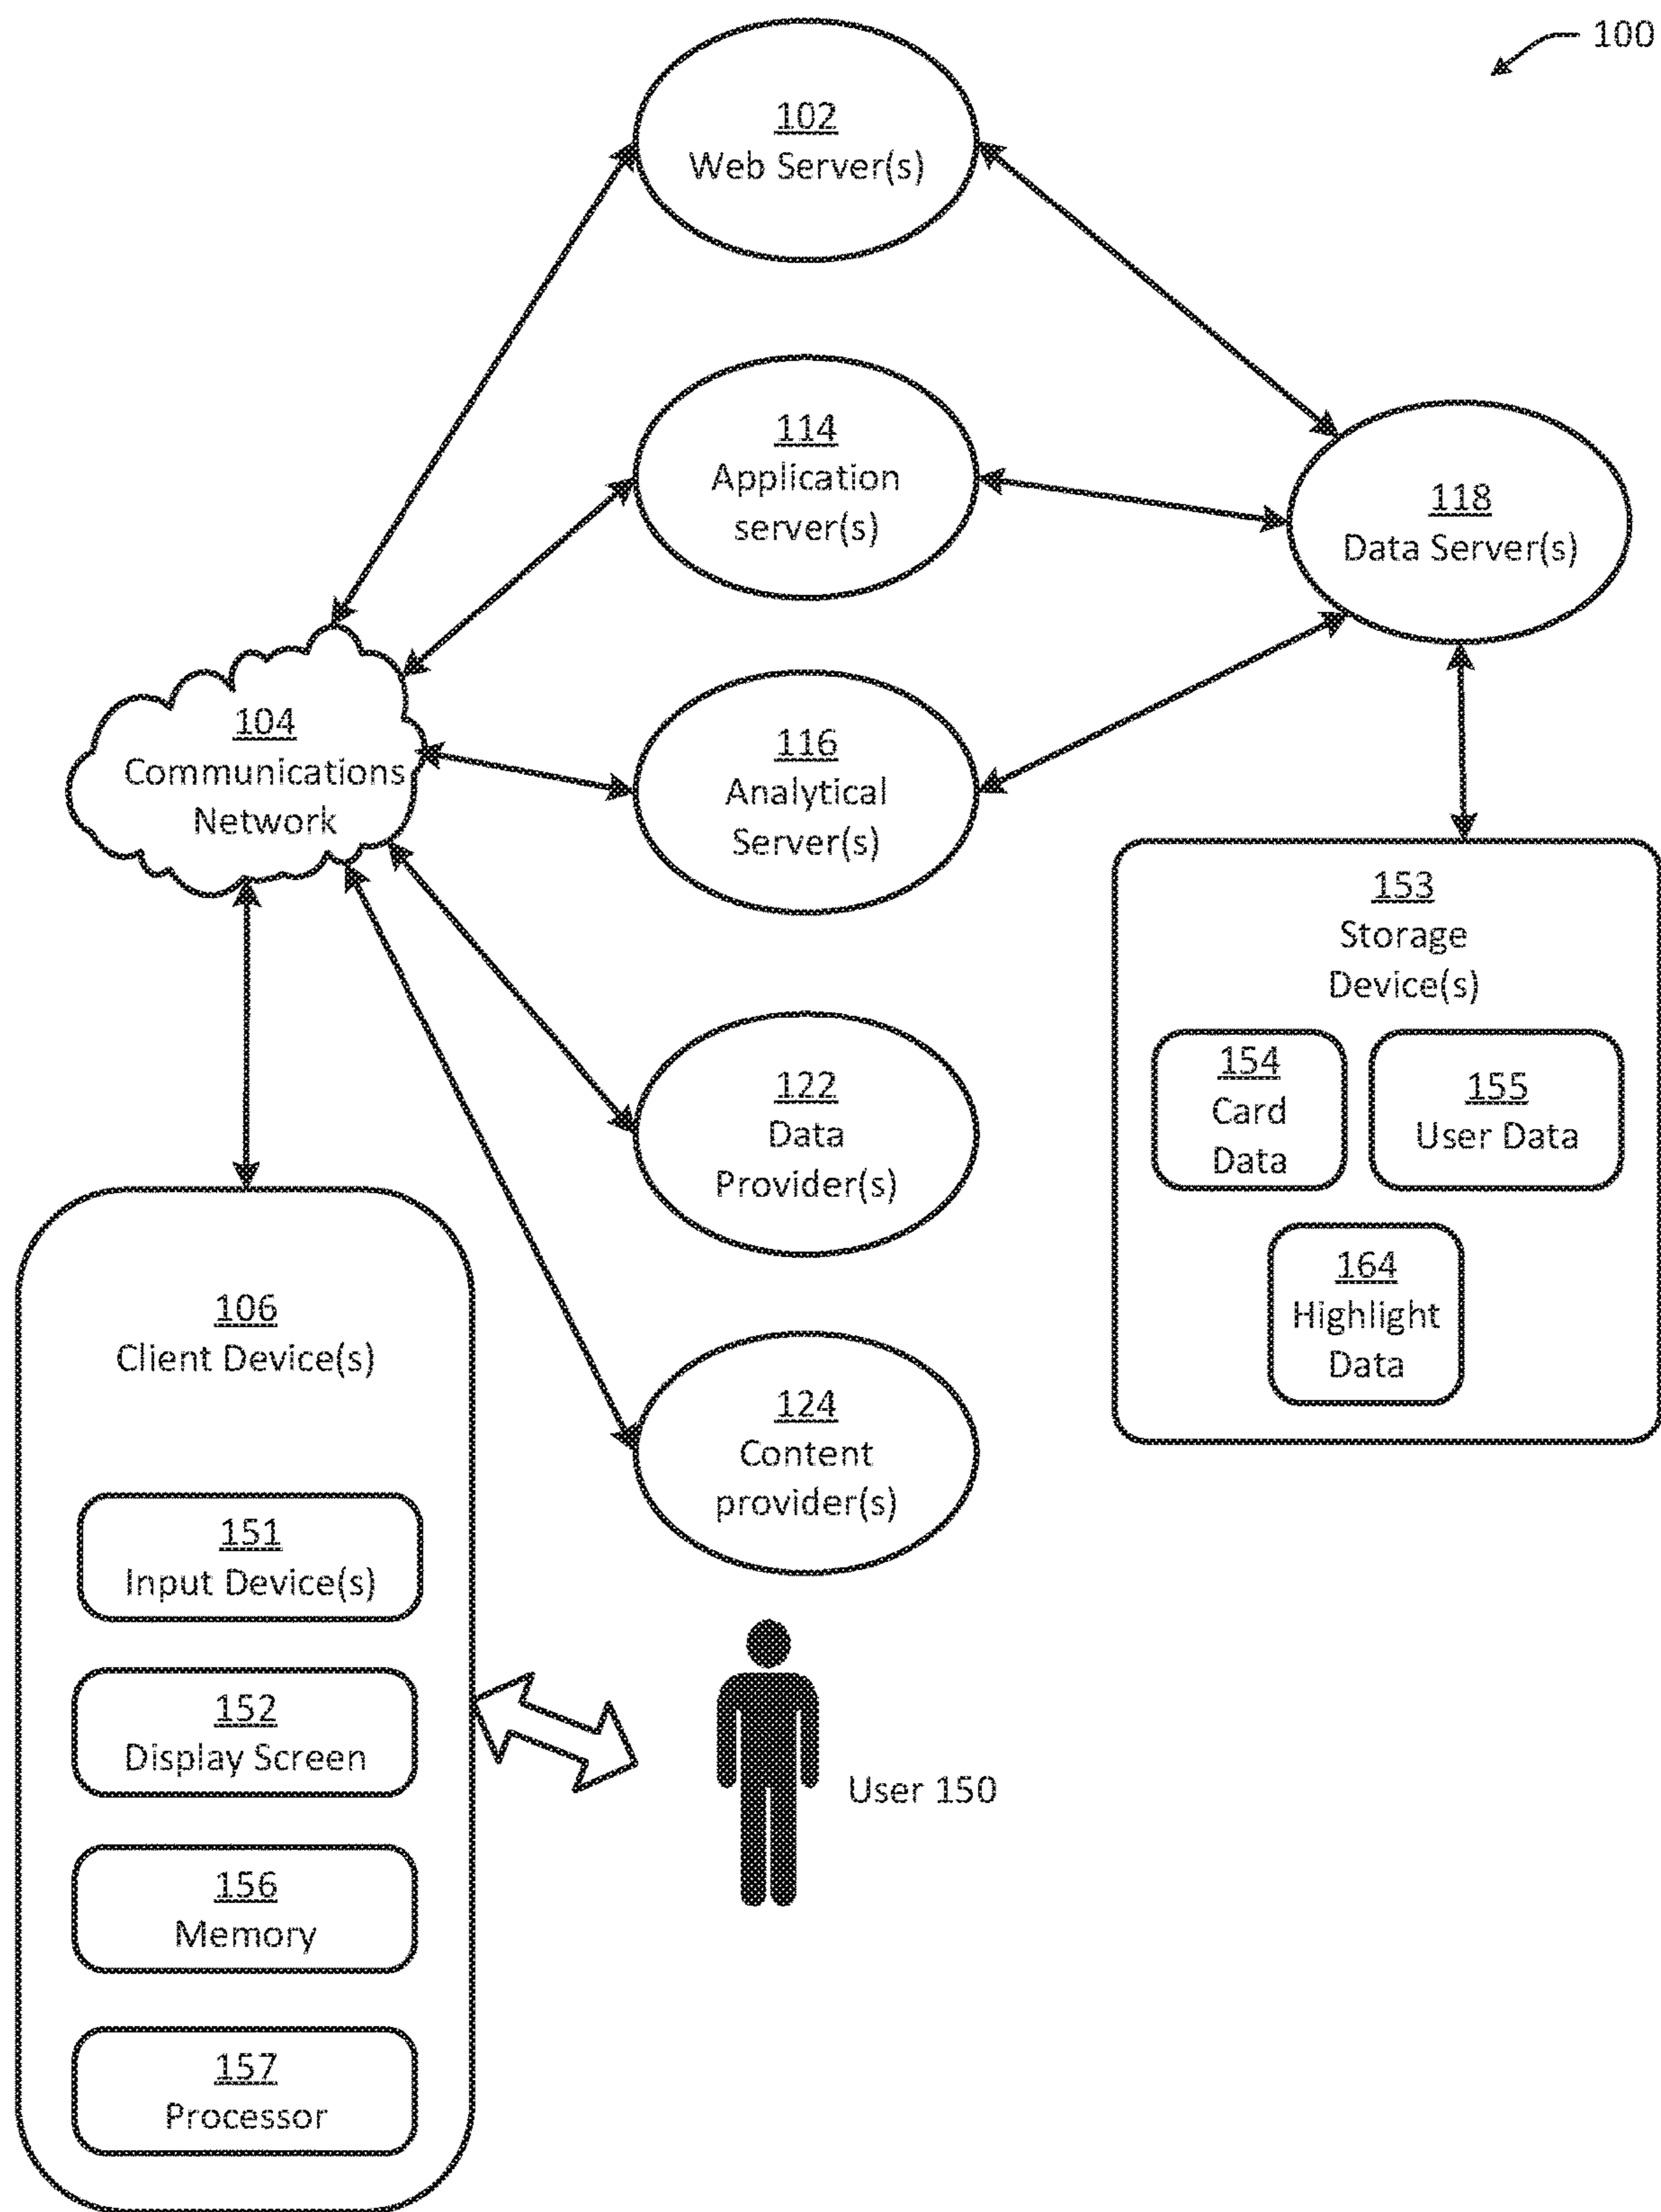 100
102
Web Server(s)
114
Application
server(s)
118
Data Server(s)
104
Communications
Network
116
Analytical
Server(s)
153
Storage
Device(s)
154
Card
Data
155
User Data
164
Highlight
Data
122
Data
Provider(s)
124
Content
provider(s)
106
Client Device(s)
151
Input Device(s)
152
Display Screen
156
Memory
157
Processor
User 150